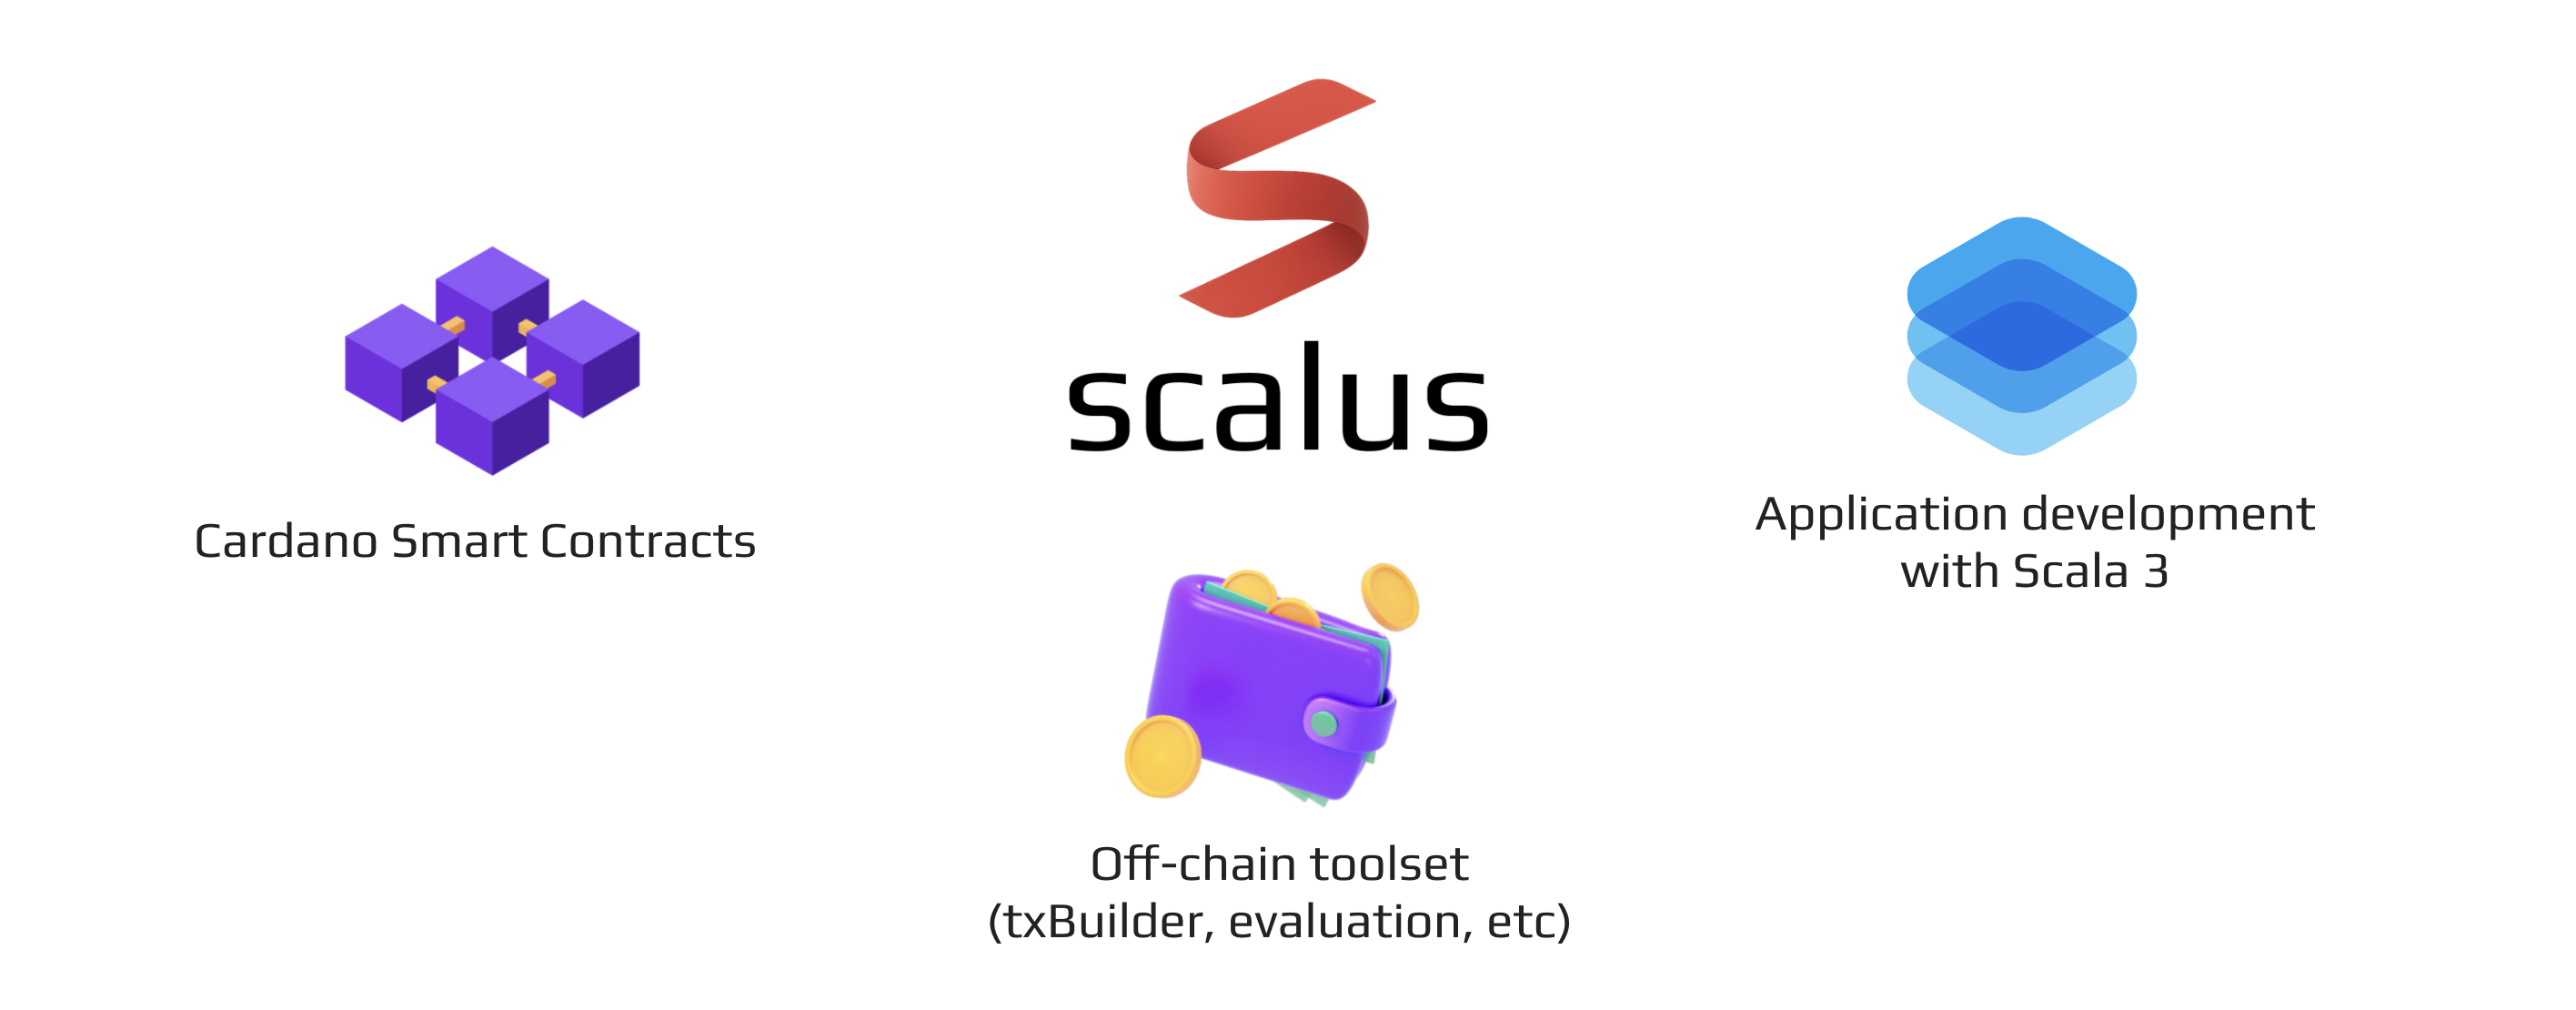 scalus
Cardano Smart Contracts
Application development
with Scala 3
Off-chain toolset
(txBuilder, evaluation, etc)